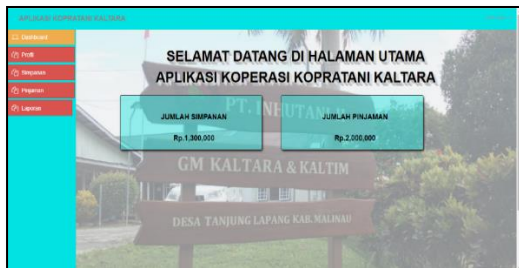 APLIKASI KOPRATANI KALTARA
Dashboard
Profil
Simpanan
Pinjaman
Laporan
SELAMAT DATANG DI HALAMAN UTAMA
APLIKASI KOPERASI KOPRATANI KALTARA
JUMLAH SIMPANAN
Rp.1,300,000
JUMLAH PINJAMAN
Rp.2,000,000
PT. INHUTANI II
GM KALTARA & KALTIM
DESA TANJUNG LAPANG KAB. MALINAU